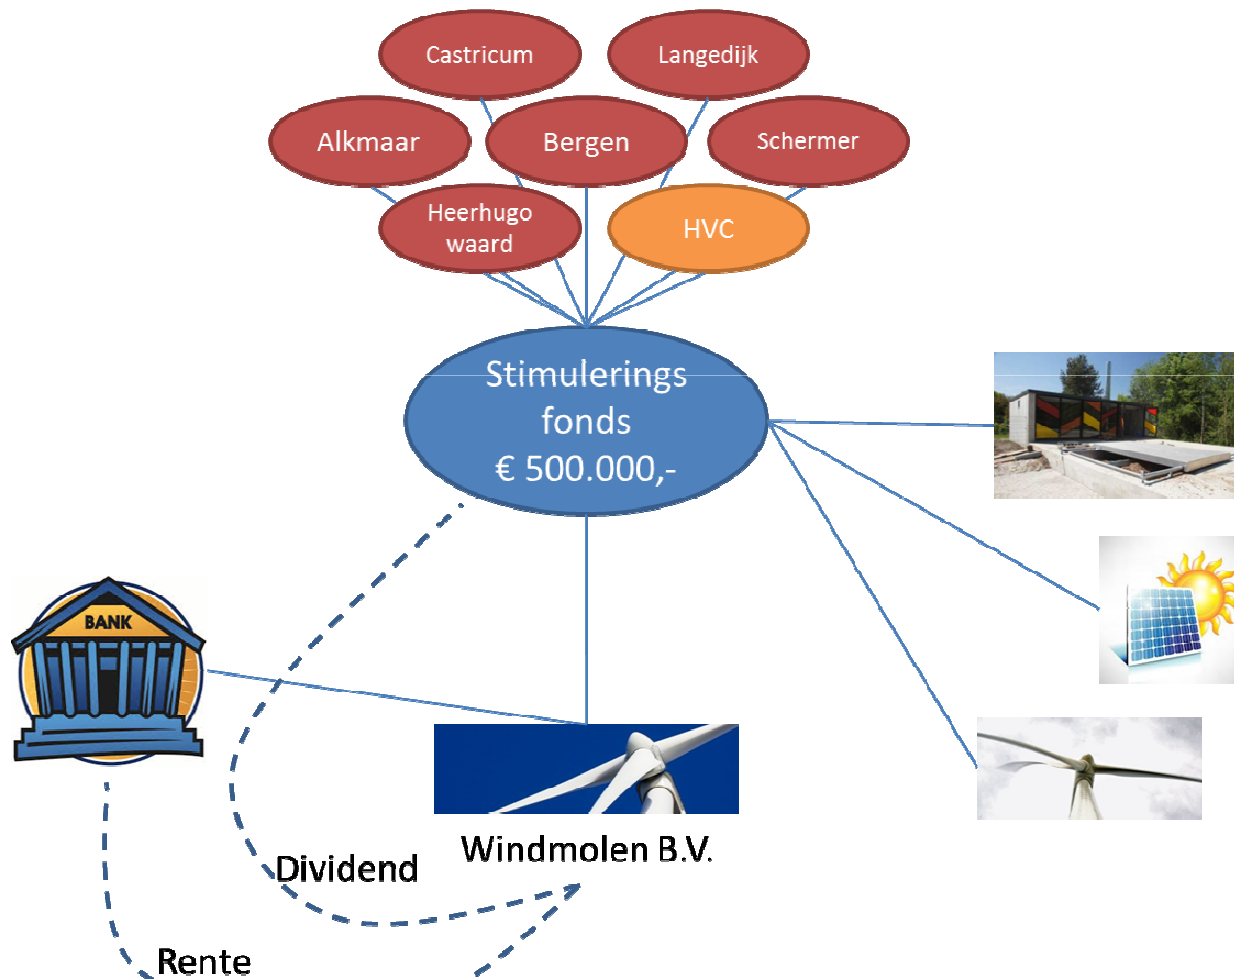 Castricum
Langedijk
Alkmaar
Bergen
Schermer
Heerhugo
waard
HVC
Stimulerings
fonds
€ 500.000,-
BANK
Windmolen B.V.
Dividend
Rente